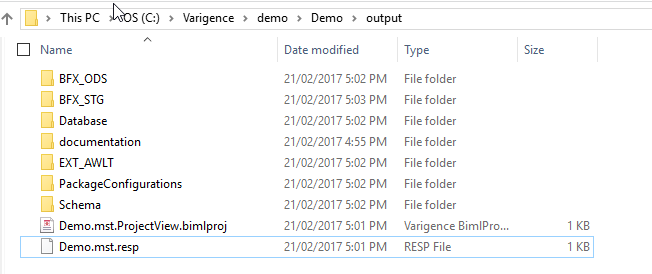 This PC > OS (C:) > Varigence > demo > Demo > output
Name Date modified Type Size
BFX_ODS 21/02/2017 5:02 PM File folder
BFX_STG 21/02/2017 5:03 PM File folder
Database 21/02/2017 5:02 PM File folder
documentation 21/02/2017 4:55 PM File folder
EXT_AWLT 21/02/2017 5:02 PM File folder
PackageConfigurations 21/02/2017 5:02 PM File folder
Schema 21/02/2017 5:02 PM File folder
Demo.mst.ProjectView.bimlproj 21/02/2017 5:01 PM Varigence BimlPro... 1 KB
Demo.mst.resp 21/02/2017 5:01 PM RESP File 1 KB